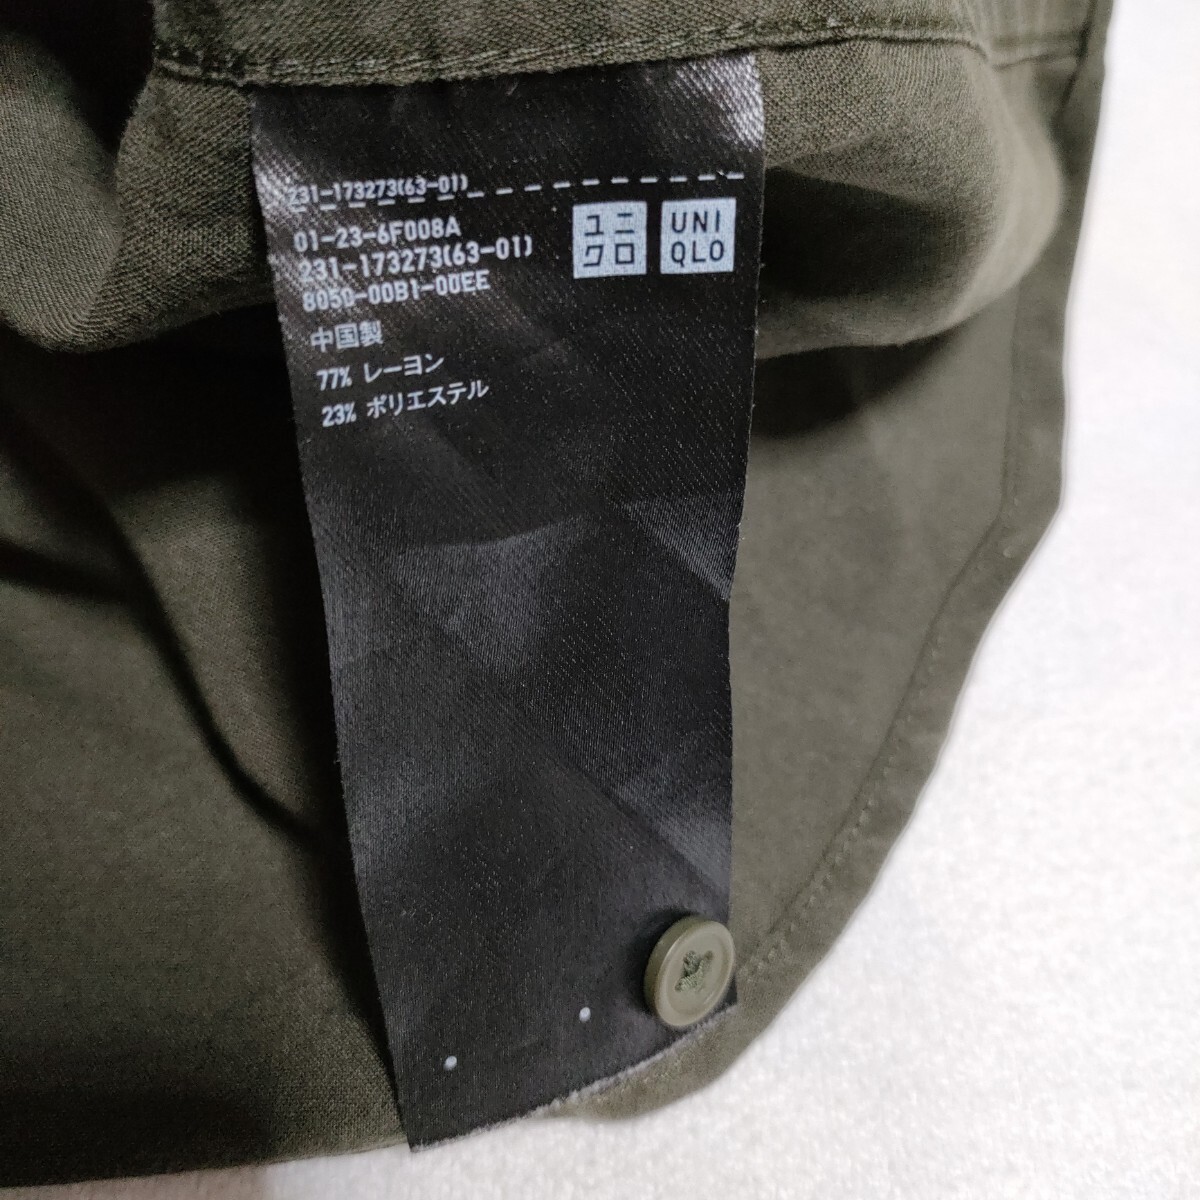 231-173273(63-01)
01-23-6F008A
231-173273(63-01)
805D-00B1-00EE
中国製
77% レーヨン
23% ポリエステル
ユニ
クロ
UNI
QLO